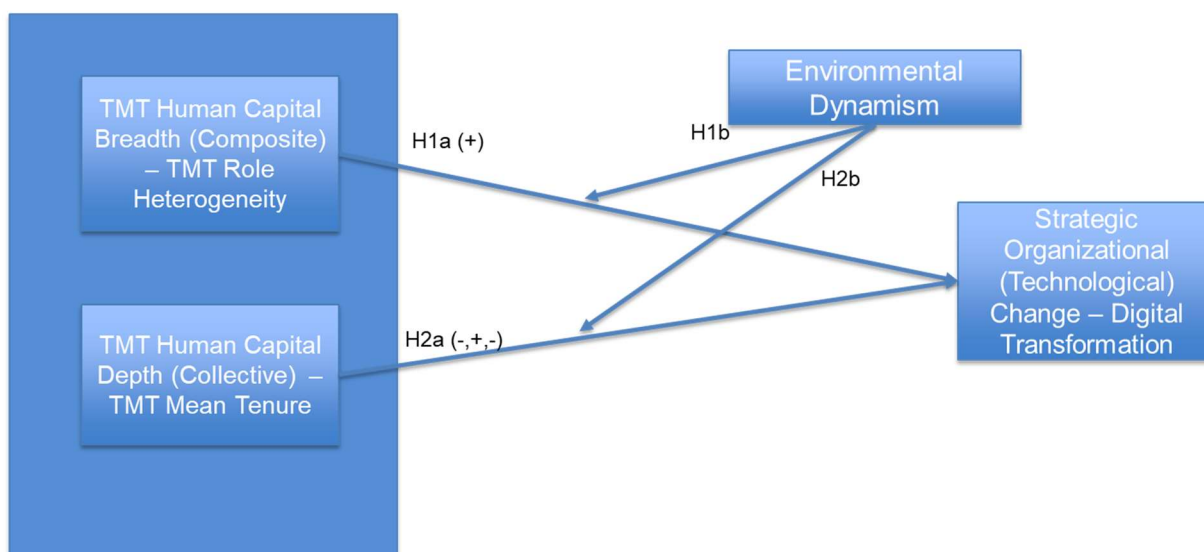 TMT Human Capital
Breadth (Composite)
– TMT Role
Heterogeneity
H1a (+)
Environmental
Dynamism
H1b
H2b
TMT Human Capital
Depth (Collective) –
TMT Mean Tenure
H2a (-,+,-)
Strategic
Organizational
(Technological)
Change – Digital
Transformation